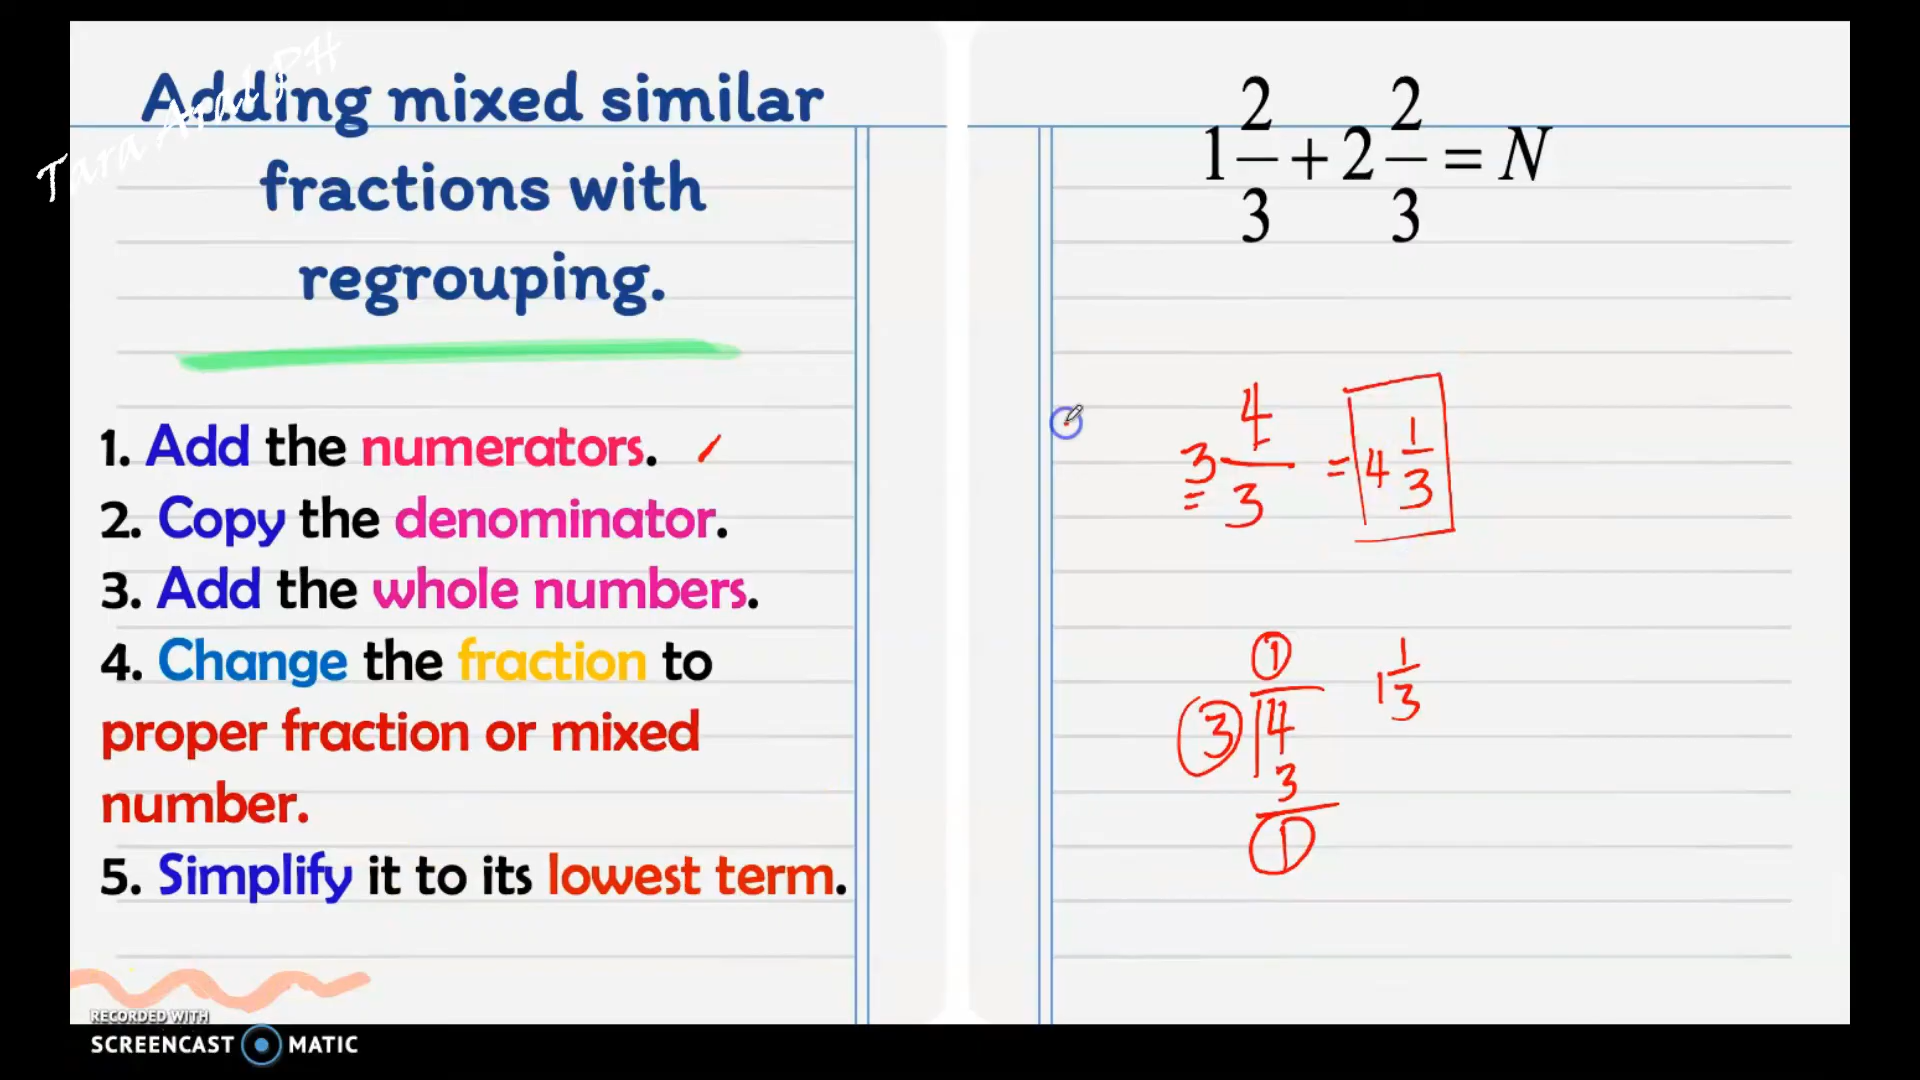 Tara Aral PH
Adding mixed similar
fractions with
regrouping.
1. Add the numerators.
2. Copy the denominator.
3. Add the whole numbers.
4. Change the fraction to
proper fraction or mixed
number.
5. Simplify it to its lowest term.
RECORDED WITH
SCREENCAST MATIC
1 2/3 + 2 2/3 = N
3 4/3 = 4 1/3
1
3 4 1 1/3
3
1